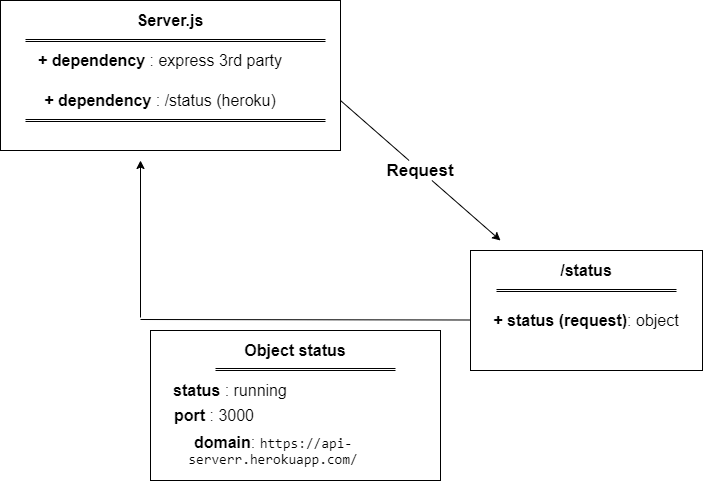 Server.js
+ dependency : express 3rd party
+ dependency : /status (heroku)
Request
/status
+ status (request): object
Object status
status : running
port : 3000
domain: https://api-
serverr.herokuapp.com/